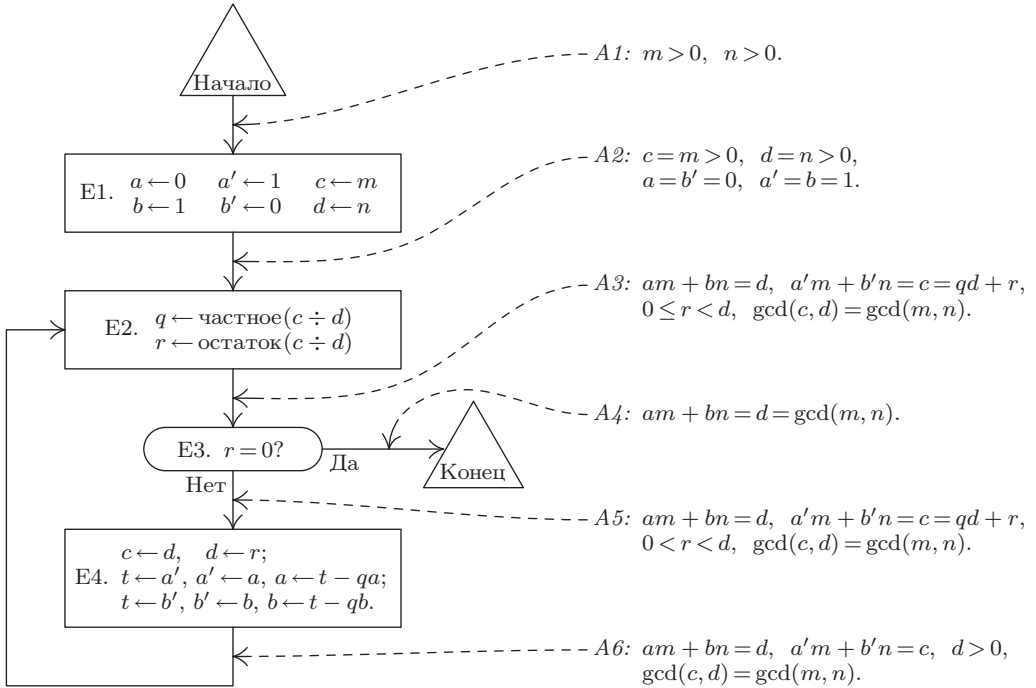 Начало
A1: m > 0, n > 0.
A2: c = m > 0, d = n > 0,
a = b′ = 0, a′ = b = 1.
E1. a ← 0 a′ ← 1 c ← m
b ← 1 b′ ← 0 d ← n
A3: am + bn = d, a′m + b′n = c = qd + r,
0 ≤ r < d, gcd(c, d) = gcd(m, n).
E2. q ← частное(c ÷ d)
r ← остаток(c ÷ d)
A4: am + bn = d = gcd(m, n).
E3. r = 0?
Да
Конец
Нет
A5: am + bn = d, a′m + b′n = c = qd + r,
0 < r < d, gcd(c, d) = gcd(m, n).
c ← d, d ← r;
E4. t ← a′, a′ ← a, a ← t − qa;
t ← b′, b′ ← b, b ← t − qb.
A6: am + bn = d, a′m + b′n = c, d > 0,
gcd(c, d) = gcd(m, n).